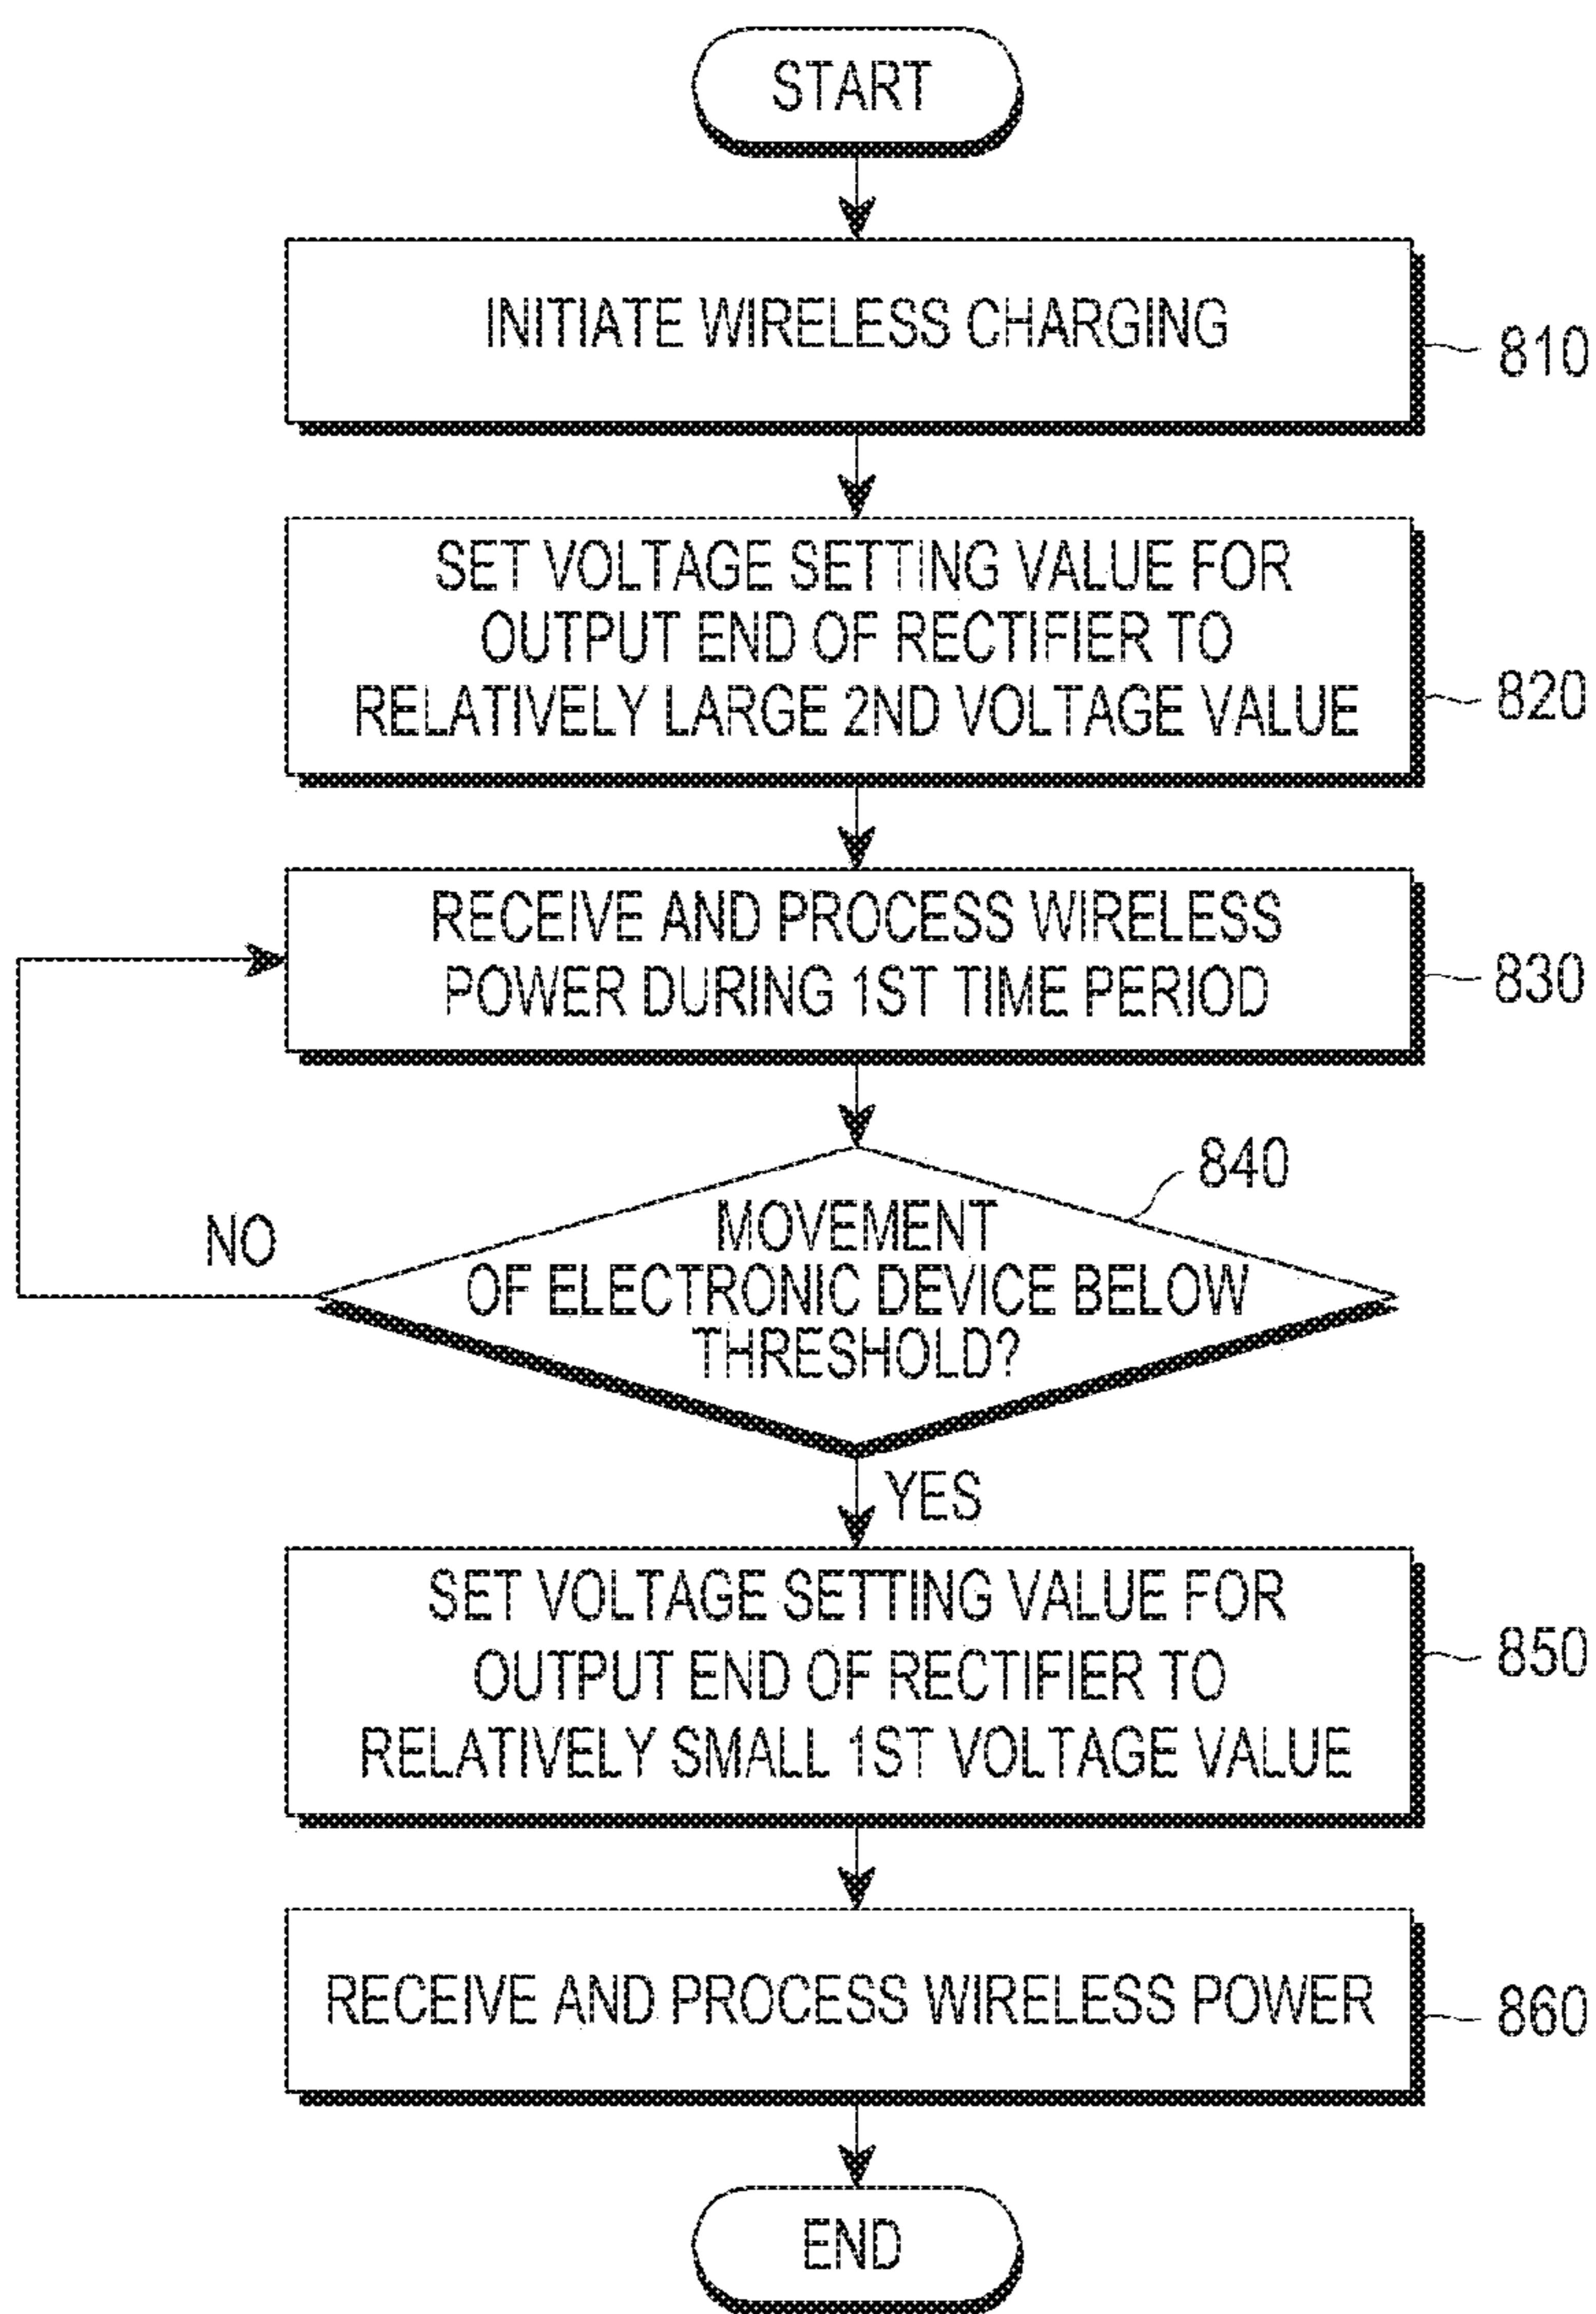 START
INITIATE WIRELESS CHARGING
810
SET VOLTAGE SETTING VALUE FOR
OUTPUT END OF RECTIFIER TO
RELATIVELY LARGE 2ND VOLTAGE VALUE
820
RECEIVE AND PROCESS WIRELESS
POWER DURING 1ST TIME PERIOD
830
840
MOVEMENT
OF ELECTRONIC DEVICE BELOW
THRESHOLD?
NO
YES
SET VOLTAGE SETTING VALUE FOR
OUTPUT END OF RECTIFIER TO
RELATIVELY SMALL 1ST VOLTAGE VALUE
850
RECEIVE AND PROCESS WIRELESS POWER
860
END